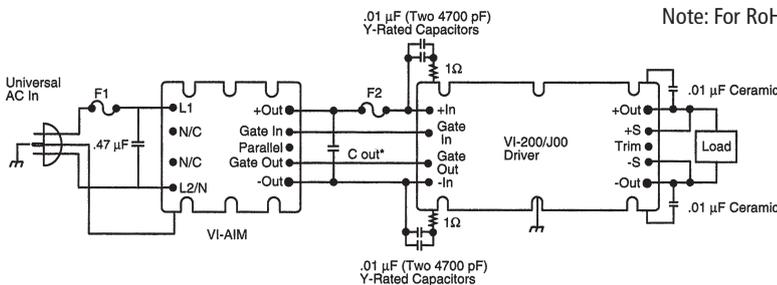 .01 µF (Two 4700 pF)
Y-Rated Capacitors
Note: For RoH
1Ω
Universal
AC In
F1
F2
.01 µF Ceramic
L1
+Out
+In
+Out
N/C
Gate In
Gate
In
+S
.47 µF
Parallel
C out*
VI-200/J00
Driver
Trim
Load
N/C
Gate Out
Gate
Out
-S
L2/N
-Out
-In
-Out
.01 µF Ceramic
1Ω
VI-AIM
.01 µF (Two 4700 pF)
Y-Rated Capacitors